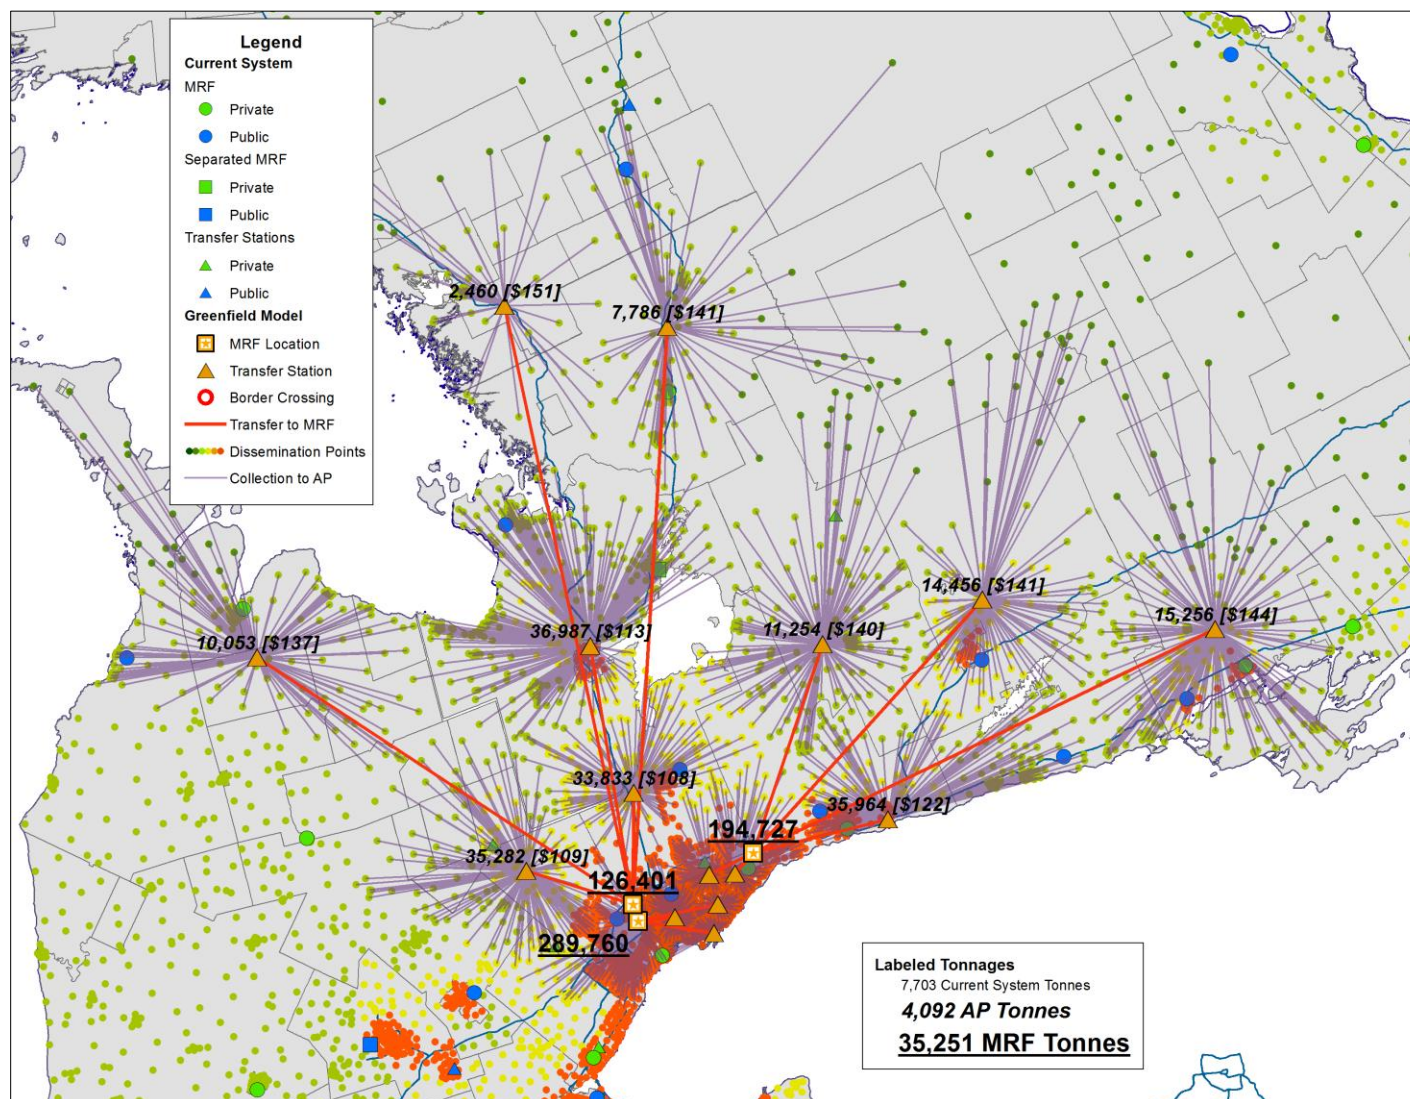 Legend
Current System
MRF
Private
Public
Separated MRF
Private
Public
Transfer Stations
Private
Public
Greenfield Model
MRF Location
Transfer Station
Border Crossing
Transfer to MRF
Dissemination Points
Collection to AP
2,460 [$151]
7,786 [$141]
14,456 [$141]
15,256 [$144]
10,053 [$137]
36,987 [$113]
11,254 [$140]
33,833 [$108]
35,964 [$122]
194,727
35,282 [$109]
126,401
289,760
Labeled Tonnages
7,703 Current System Tonnes
4,092 AP Tonnes
35,251 MRF Tonnes